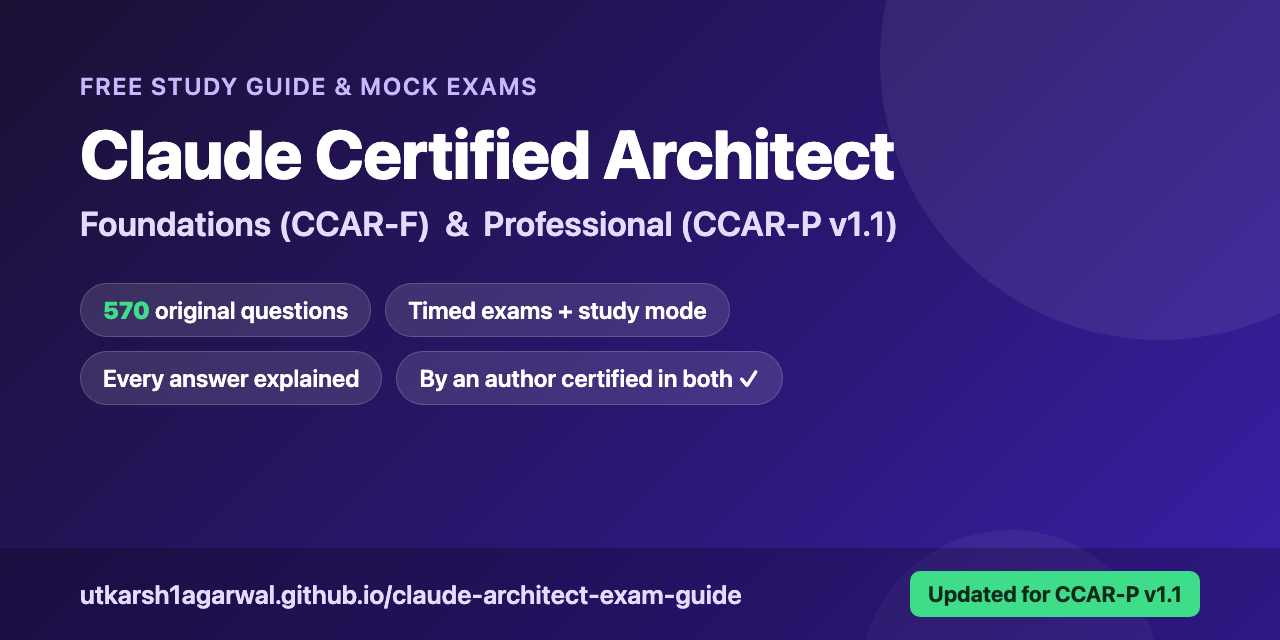 FREE STUDY GUIDE & MOCK EXAMS
Claude Certified Architect
Foundations (CCAR-F) & Professional (CCAR-P v1.1)
570 original questions
Timed exams + study mode
Every answer explained
By an author certified in both ✓
utkarsh1agarwal.github.io/claude-architect-exam-guide
Updated for CCAR-P v1.1